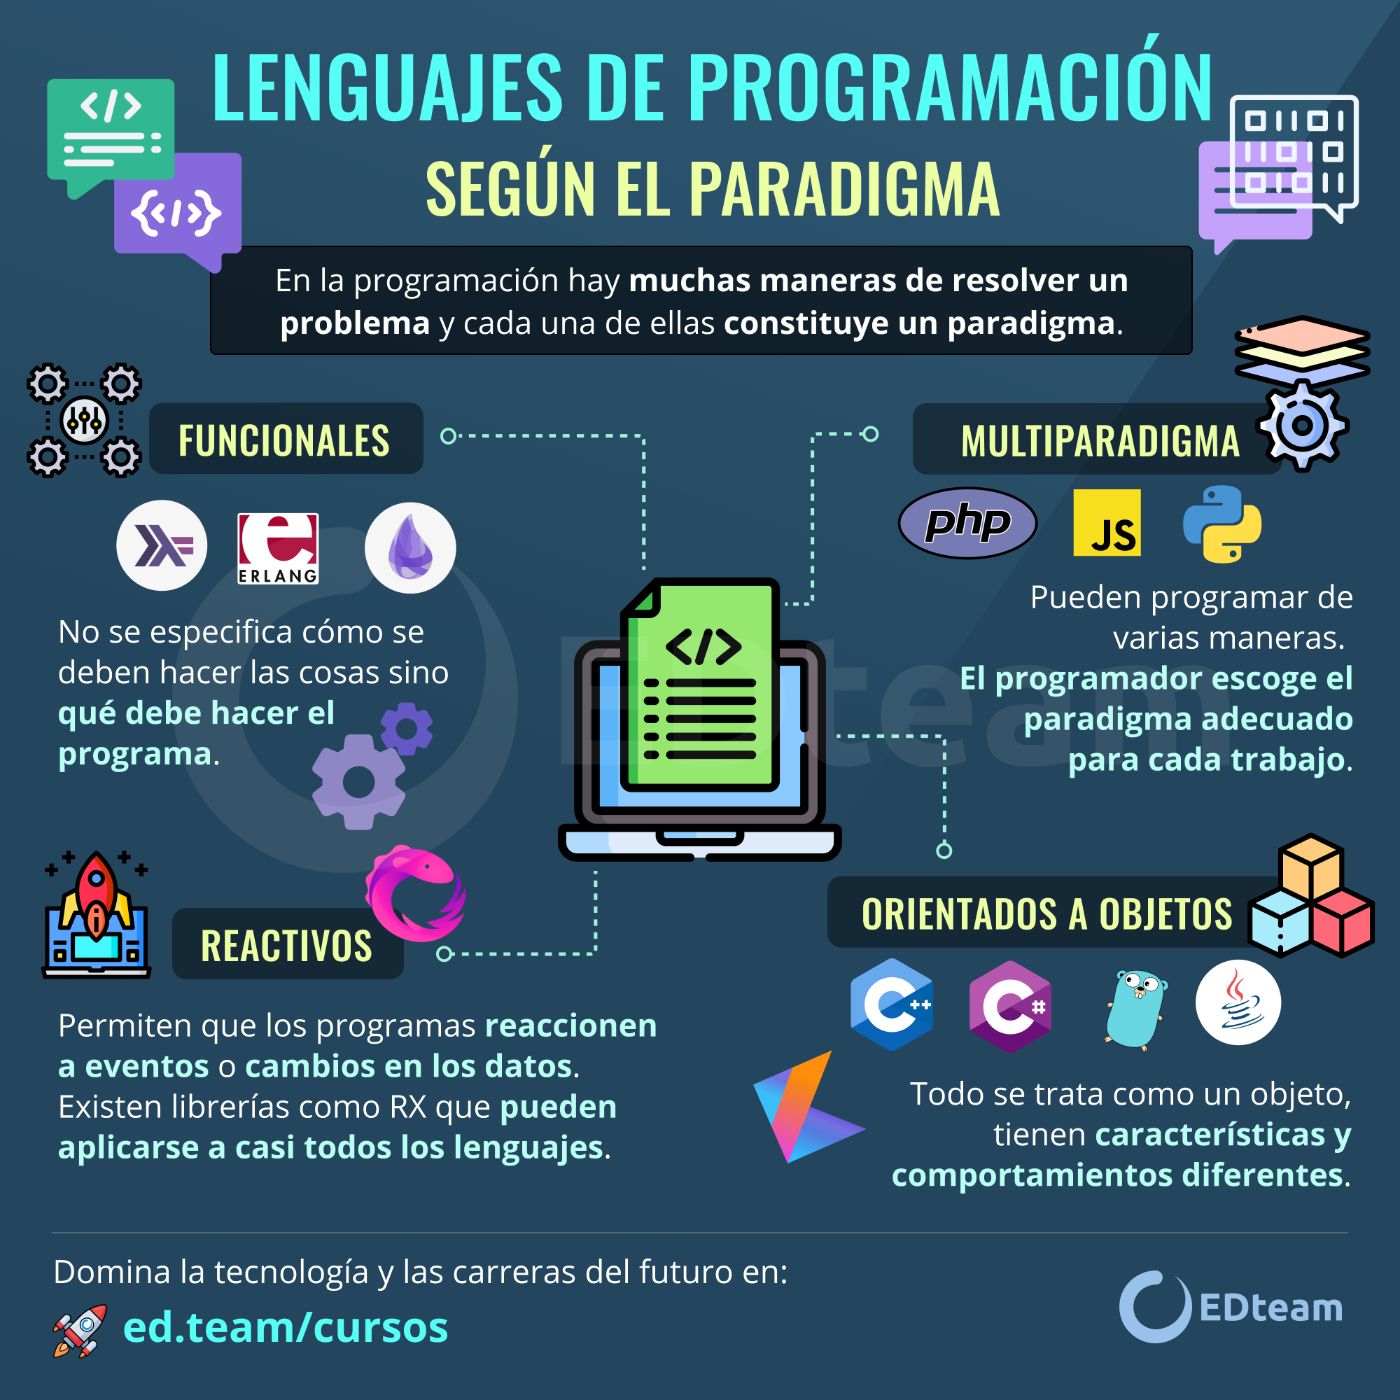 LENGUAJES DE PROGRAMACIÓN
SEGÚN EL PARADIGMA
En la programación hay muchas maneras de resolver un
problema y cada una de ellas constituye un paradigma.
FUNCIONALES
e
ERLANG
No se especifica cómo se
deben hacer las cosas sino
qué debe hacer el
programa.
MULTIPARADIGMA
php
JS
Pueden programar de
varias maneras.
El programador escoge el
paradigma adecuado
para cada trabajo.
EDteam
REACTIVOS
Permiten que los programas reaccionen
a eventos o cambios en los datos.
Existen librerías como RX que pueden
aplicarse a casi todos los lenguajes.
ORIENTADOS A OBJETOS
C++
C#
Todo se trata como un objeto,
tienen características y
comportamientos diferentes.
Domina la tecnología y las carreras del futuro en:
ed.team/cursos
EDteam